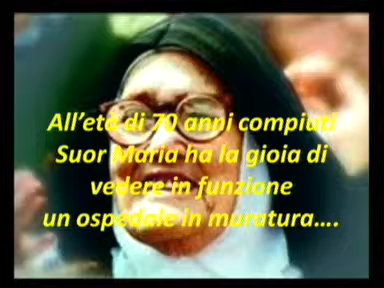 All'età di 70 anni compiuti
Suor Maria ha la gioia di
vedere in funzione
un ospedale in muratura....